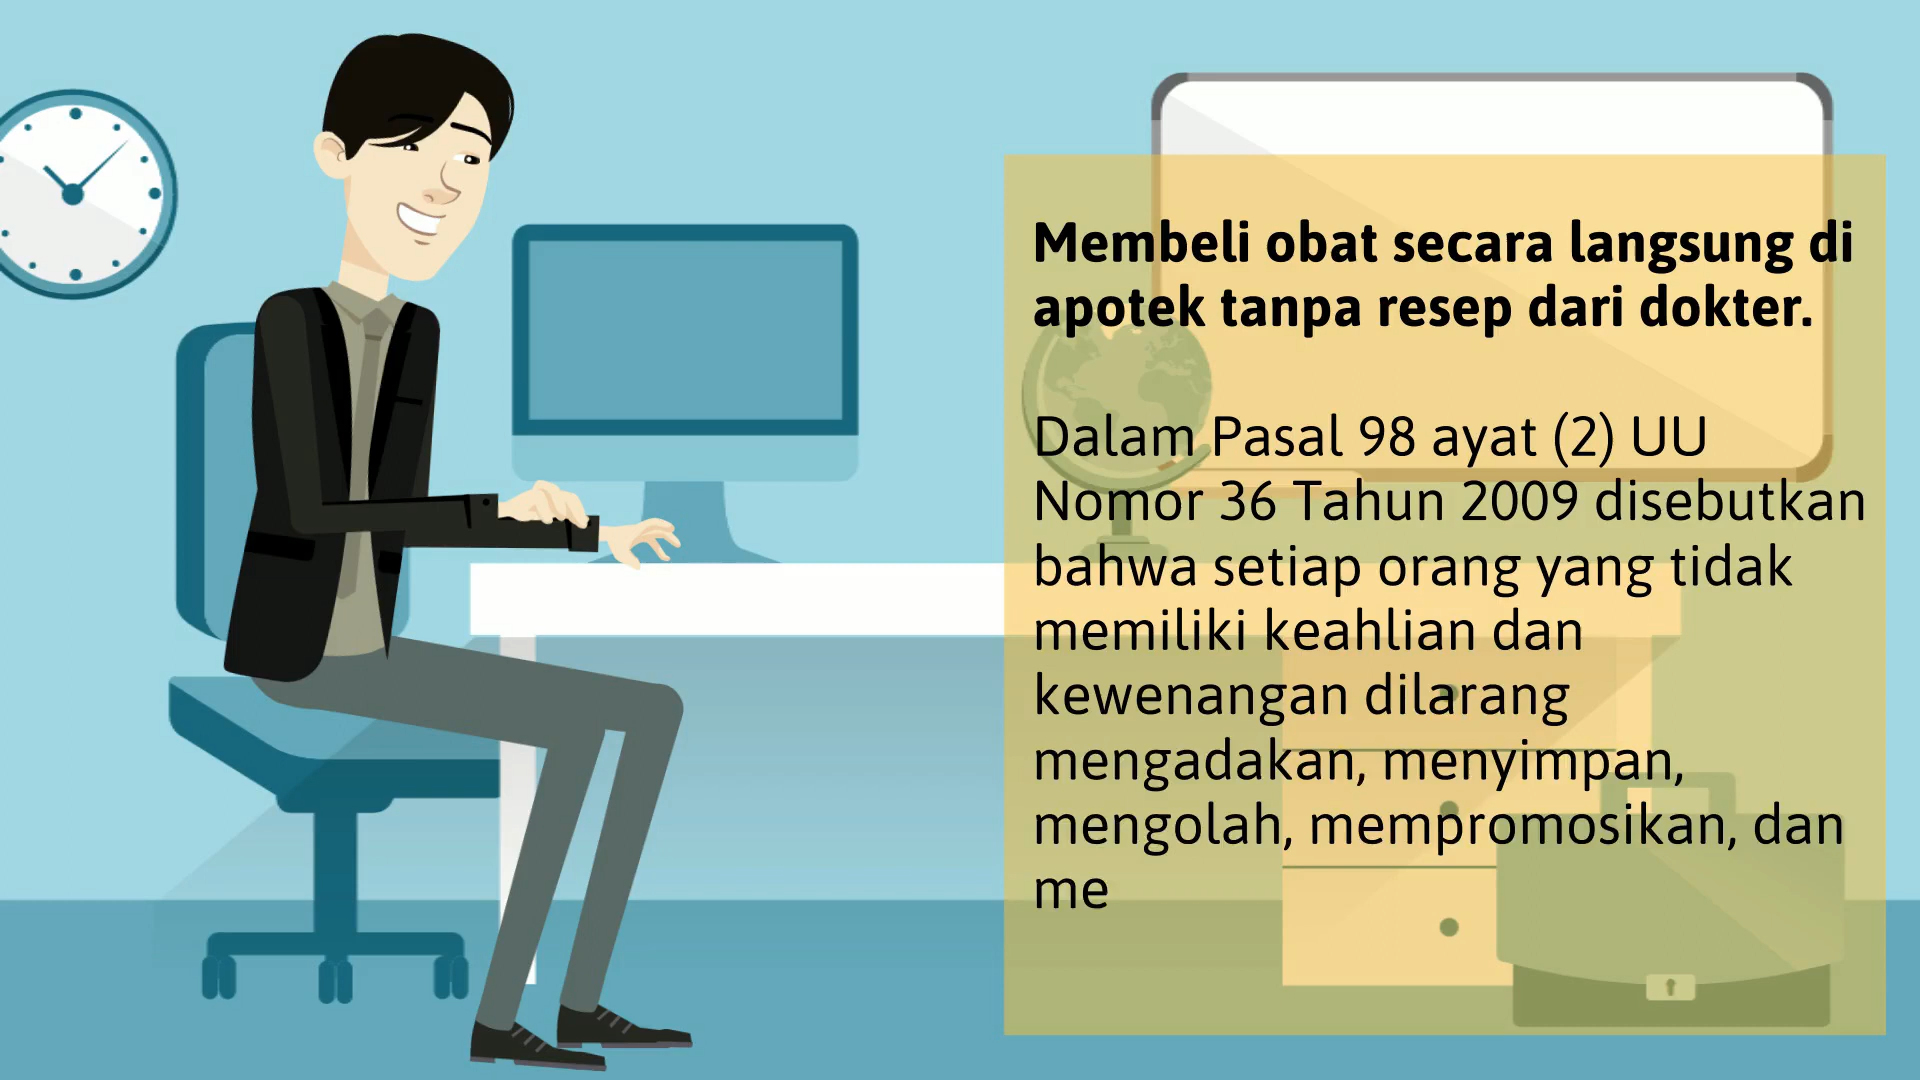 Membeli obat secara langsung di
apotek tanpa resep dari dokter.
Dalam Pasal 98 ayat (2) UU
Nomor 36 Tahun 2009 disebutkan
bahwa setiap orang yang tidak
memiliki keahlian dan
kewenangan dilarang
mengadakan, menyimpan,
mengolah, mempromosikan, dan
me